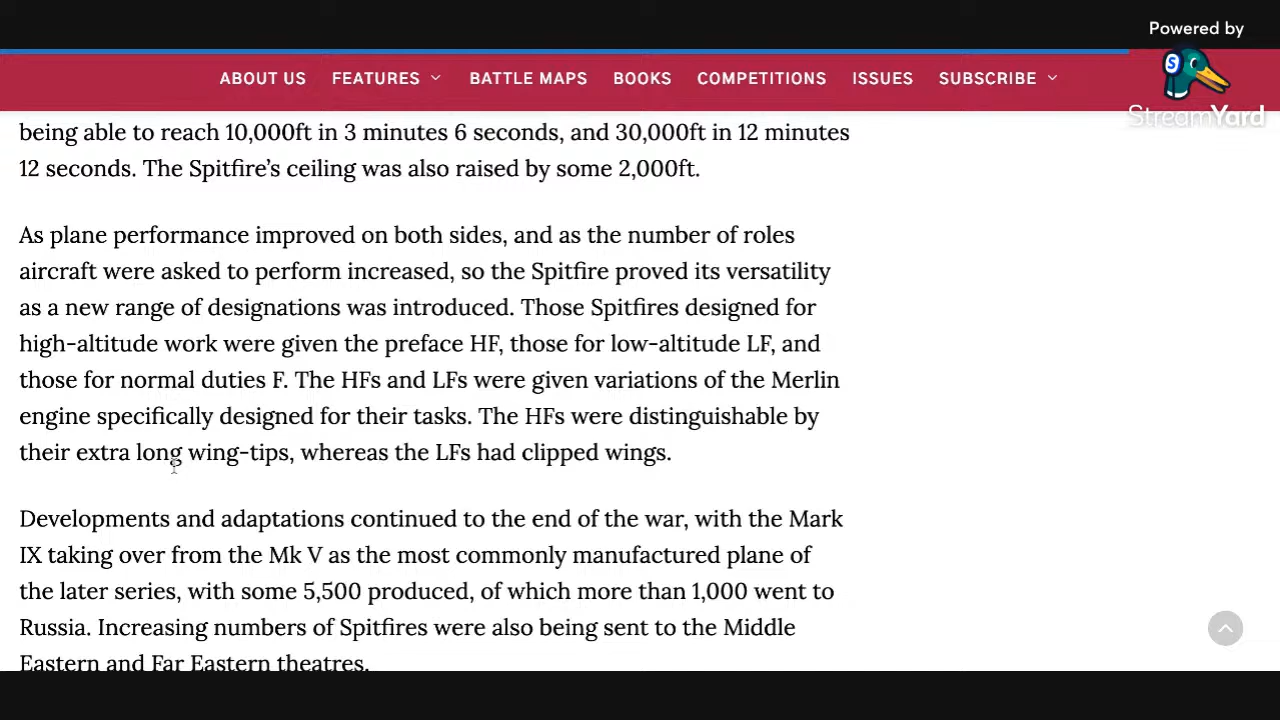 Powered by
ABOUT US FEATURES BATTLE MAPS BOOKS COMPETITIONS ISSUES SUBSCRIBE
S
StreamYard
being able to reach 10,000ft in 3 minutes 6 seconds, and 30,000ft in 12 minutes
12 seconds. The Spitfire’s ceiling was also raised by some 2,000ft.
As plane performance improved on both sides, and as the number of roles
aircraft were asked to perform increased, so the Spitfire proved its versatility
as a new range of designations was introduced. Those Spitfires designed for
high-altitude work were given the preface HF, those for low-altitude LF, and
those for normal duties F. The HFs and LFs were given variations of the Merlin
engine specifically designed for their tasks. The HFs were distinguishable by
their extra long wing-tips, whereas the LFs had clipped wings.
Developments and adaptations continued to the end of the war, with the Mark
IX taking over from the Mk V as the most commonly manufactured plane of
the later series, with some 5,500 produced, of which more than 1,000 went to
Russia. Increasing numbers of Spitfires were also being sent to the Middle
Eastern and Far Eastern theatres.